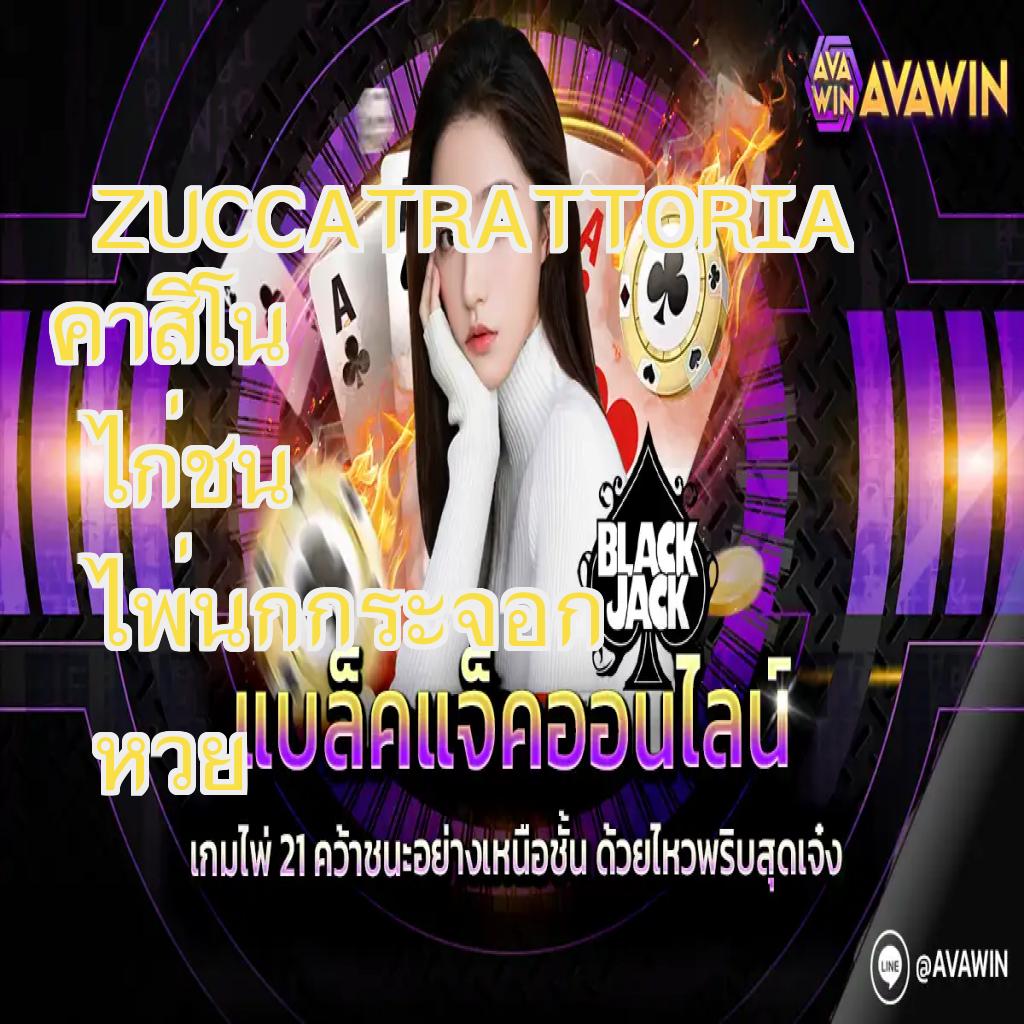 AVA
WIN
AVAWIN
ZUCCATRATTORIA
คาสิโน
ไก่ชน
ไพ่นกกระจอก
หวย
A
A
BLACK
JACK
แบล็คแจ็คออนไลน์
เกมไพ่ 21 คว้าชนะอย่างเหนือชั้น ด้วยไหวพริบสุดเจ๋ง
LINE
@AVAWIN